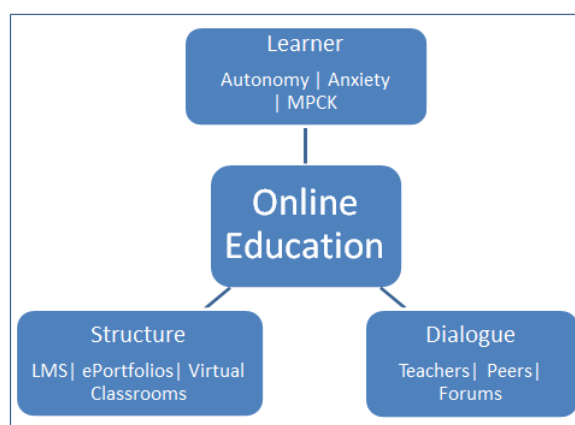 Learner
Autonomy | Anxiety
| MPCK
Online
Education
Structure
LMS| ePortfolios| Virtual
Classrooms
Dialogue
Teachers| Peers|
Forums